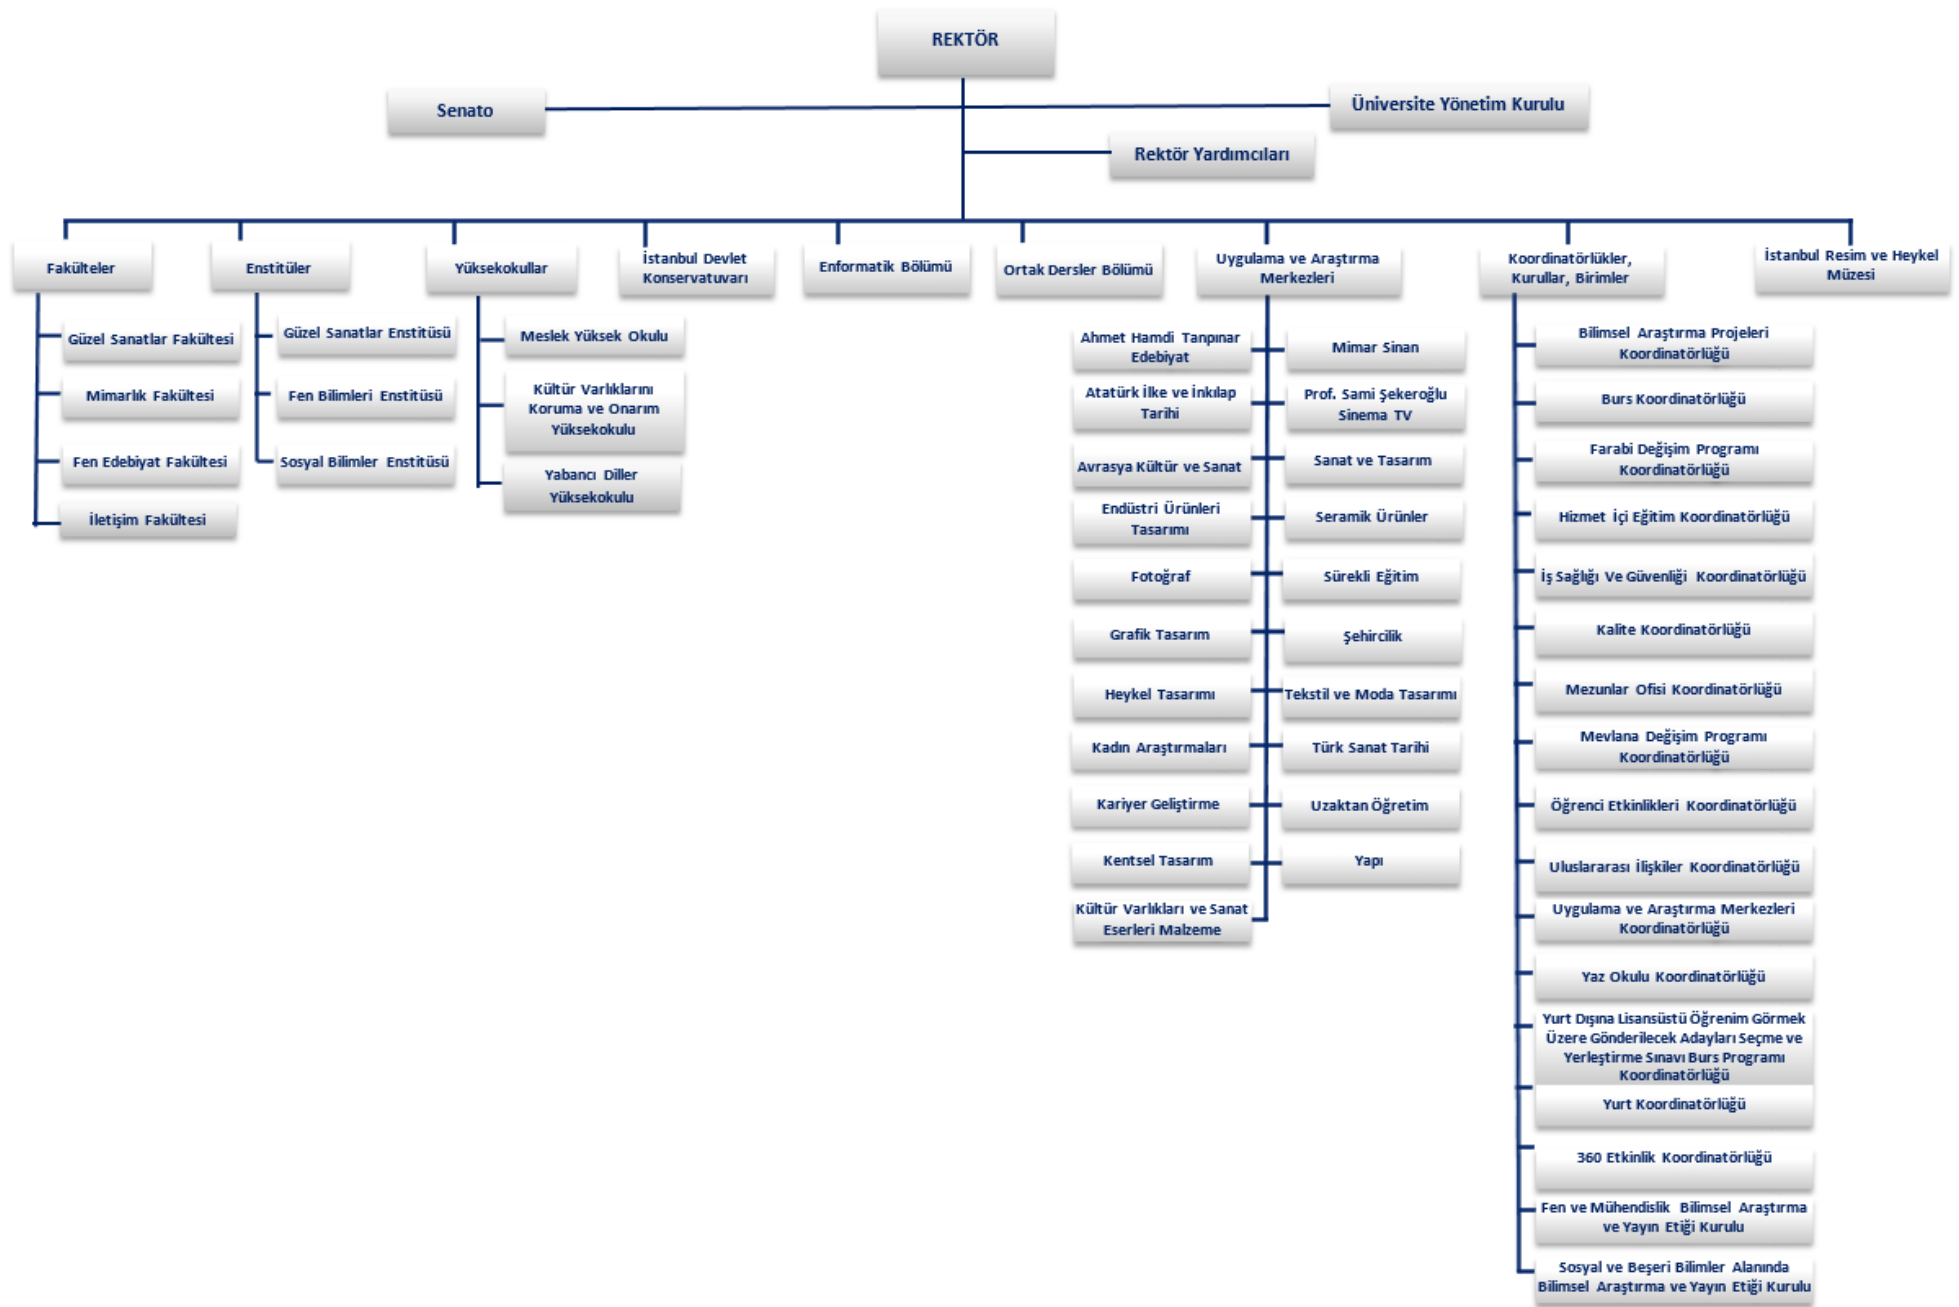 REKTÖR
Senato
Üniversite Yönetim Kurulu
Rektör Yardımcıları
Fakülteler
Güzel Sanatlar Fakültesi
Mimarlık Fakültesi
Fen Edebiyat Fakültesi
İletişim Fakültesi
Enstitüler
Güzel Sanatlar Enstitüsü
Fen Bilimleri Enstitüsü
Sosyal Bilimler Enstitüsü
Yüksekokullar
Meslek Yüksek Okulu
Kültür Varlıklarını
Koruma ve Onarım
Yüksekokulu
Yabancı Diller
Yüksekokulu
İstanbul Devlet
Konservatuvarı
Enformatik Bölümü
Ortak Dersler Bölümü
Uygulama ve Araştırma
Merkezleri
Ahmet Hamdi Tanpınar
Edebiyat
Atatürk İlke ve İnkılap
Tarihi
Avrasya Kültür ve Sanat
Endüstri Ürünleri
Tasarımı
Fotoğraf
Grafik Tasarım
Heykel Tasarımı
Kadın Araştırmaları
Kariyer Geliştirme
Kentsel Tasarım
Kültür Varlıkları ve Sanat
Eserleri Malzeme
Mimar Sinan
Prof. Sami Şekeroğlu
Sinema TV
Sanat ve Tasarım
Seramik Ürünler
Sürekli Eğitim
Şehircilik
Tekstil ve Moda Tasarımı
Türk Sanat Tarihi
Uzaktan Öğretim
Yapı
Koordinatörlükler,
Kurullar, Birimler
Bilimsel Araştırma Projeleri
Koordinatörlüğü
Burs Koordinatörlüğü
Farabi Değişim Programı
Koordinatörlüğü
Hizmet İçi Eğitim Koordinatörlüğü
İş Sağlığı Ve Güvenliği Koordinatörlüğü
Kalite Koordinatörlüğü
Mezunlar Ofisi Koordinatörlüğü
Mevlana Değişim Programı
Koordinatörlüğü
Öğrenci Etkinlikleri Koordinatörlüğü
Uluslararası İlişkiler Koordinatörlüğü
Uygulama ve Araştırma Merkezleri
Koordinatörlüğü
Yaz Okulu Koordinatörlüğü
Yurt Dışına Lisansüstü Öğrenim Görmek
Üzere Gönderilecek Adayları Seçme ve
Yerleştirme Sınavı Burs Programı
Koordinatörlüğü
Yurt Koordinatörlüğü
360 Etkinlik Koordinatörlüğü
Fen ve Mühendislik Bilimsel Araştırma
ve Yayın Etiği Kurulu
Sosyal ve Beşeri Bilimler Alanında
Bilimsel Araştırma ve Yayın Etiği Kurulu
İstanbul Resim ve Heykel
Müzesi